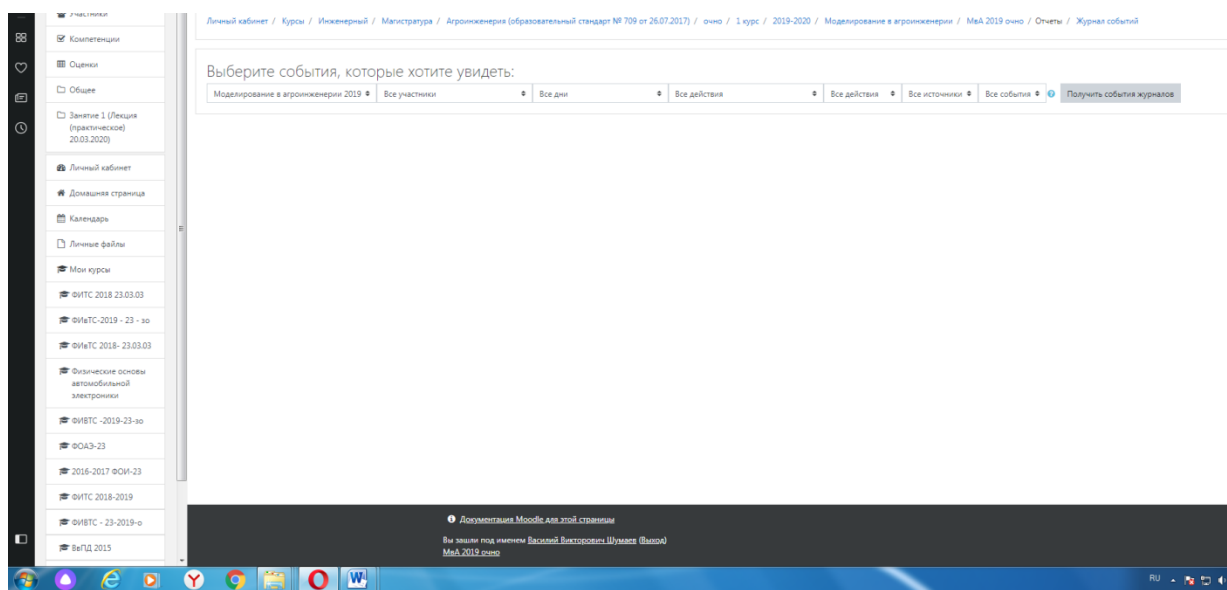 Участники
Компетенции
Оценки
Общее
Занятие 1 (Лекция
(практическое)
20.03.2020)
Личный кабинет
Домашняя страница
Календарь
Личные файлы
Мои курсы
ФИТС 2018 23.03.03
ФИвТС-2019 - 23 - зо
ФИвТС 2018- 23.03.03
Физические основы
автомобильной
электроники
ФИВТС -2019-23-зо
ФОАЭ-23
2016-2017 ФОИ-23
ФИТС 2018-2019
ФИВТС - 23-2019-о
ВвПД 2015
Личный кабинет / Курсы / Инженерный / Магистратура / Агроинженерия (образовательный стандарт № 709 от 26.07.2017) / очно / 1 курс / 2019-2020 / Моделирование в агроинженерии / МвА 2019 очно / Отчеты / Журнал событий
Выберите события, которые хотите увидеть:
Моделирование в агроинженерии 2019 Все участники Все дни Все действия Все действия Все источники Все события Получить события журналов
Документация Moodle для этой страницы
Вы зашли под именем Василий Викторович Шумаев (Выход)
МвА 2019 очно
RU